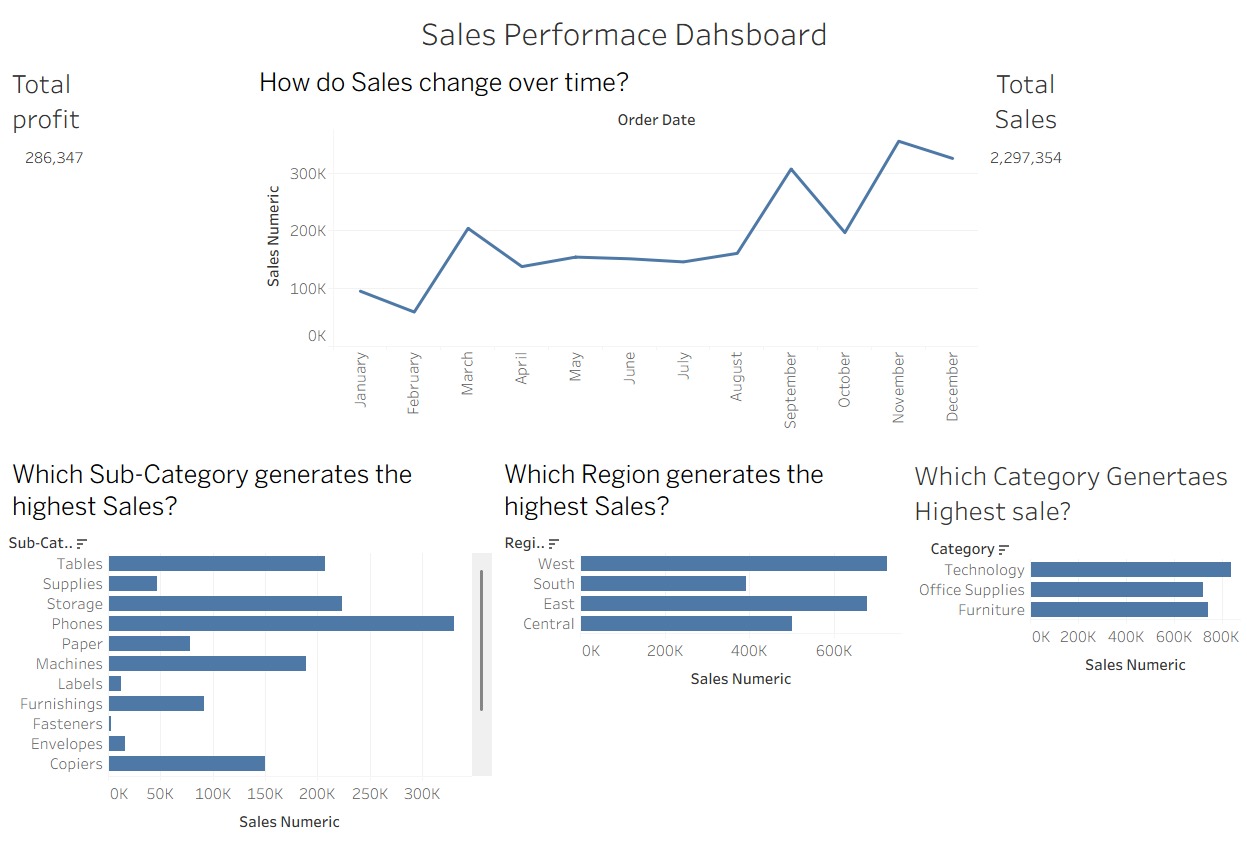 Sales Performace Dahsboard
Total
profit
286,347
How do Sales change over time?
Order Date
Sales Numeric
300K
200K
100K
0K
January
February
March
April
May
June
July
August
September
October
November
December
Total
Sales
2,297,354
Which Sub-Category generates the
highest Sales?
Sub-Cat..
Tables
Supplies
Storage
Phones
Paper
Machines
Labels
Furnishings
Fasteners
Envelopes
Copiers
0K 50K 100K 150K 200K 250K 300K
Sales Numeric
Which Region generates the
highest Sales?
Regi..
West
South
East
Central
0K 200K 400K 600K
Sales Numeric
Which Category Genertaes
Highest sale?
Category
Technology
Office Supplies
Furniture
0K 200K 400K 600K 800K
Sales Numeric